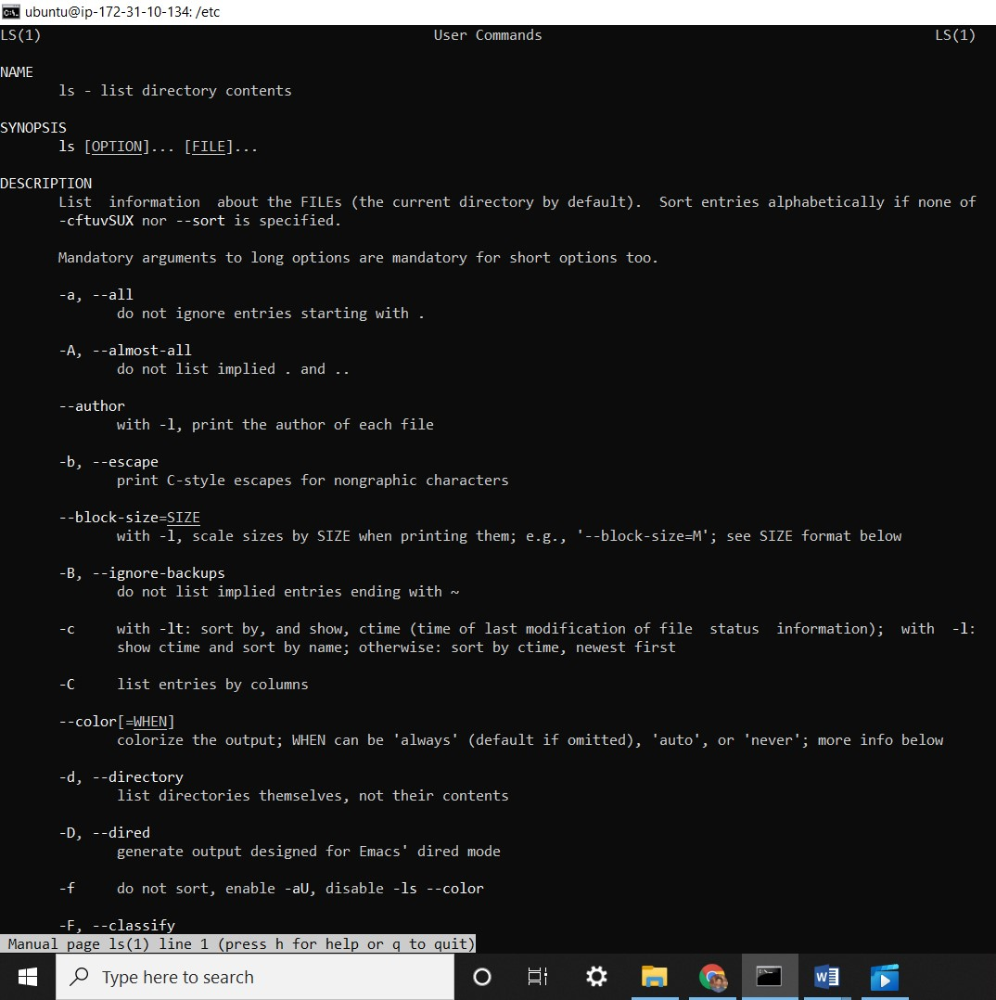 ubuntu@ip-172-31-10-134: /etc
LS(1) User Commands LS(1)
NAME
ls - list directory contents
SYNOPSIS
ls [OPTION]... [FILE]...
DESCRIPTION
List information about the FILEs (the current directory by default). Sort entries alphabetically if none of
-cftuvSUX nor --sort is specified.
Mandatory arguments to long options are mandatory for short options too.
-a, --all
do not ignore entries starting with .
-A, --almost-all
do not list implied . and ..
--author
with -l, print the author of each file
-b, --escape
print C-style escapes for nongraphic characters
--block-size=SIZE
with -l, scale sizes by SIZE when printing them; e.g., '--block-size=M'; see SIZE format below
-B, --ignore-backups
do not list implied entries ending with ~
-c with -lt: sort by, and show, ctime (time of last modification of file status information); with -l:
show ctime and sort by name; otherwise: sort by ctime, newest first
-C list entries by columns
--color[=WHEN]
colorize the output; WHEN can be 'always' (default if omitted), 'auto', or 'never'; more info below
-d, --directory
list directories themselves, not their contents
-D, --dired
generate output designed for Emacs' dired mode
-f do not sort, enable -aU, disable -ls --color
-F, --classify
Manual page ls(1) line 1 (press h for help or q to quit)
Type here to search